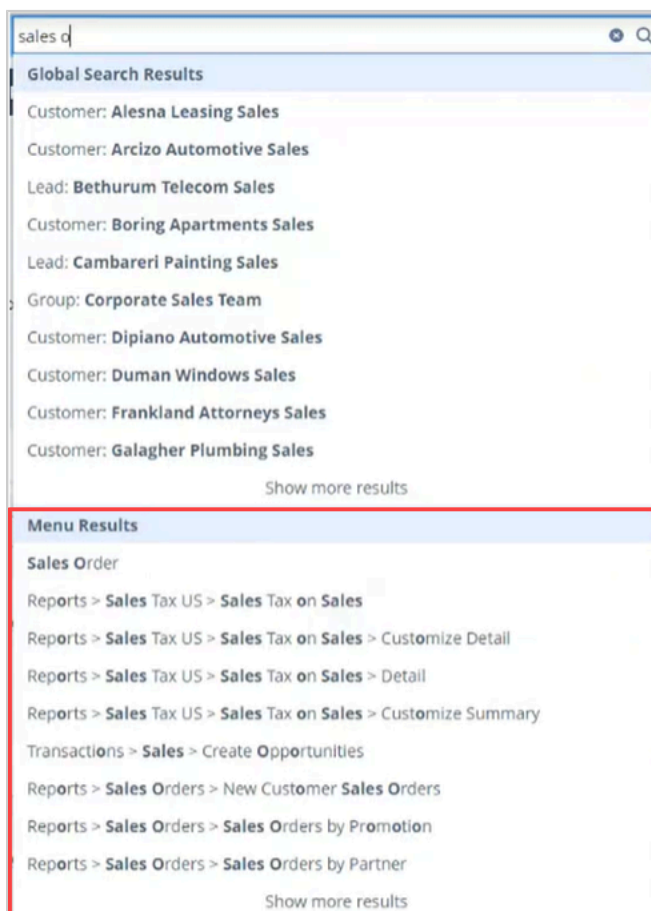 sales o
Global Search Results
Customer: Alesna Leasing Sales
Customer: Arcizo Automotive Sales
Lead: Bethurum Telecom Sales
Customer: Boring Apartments Sales
Lead: Cambareri Painting Sales
Group: Corporate Sales Team
Customer: Dipiano Automotive Sales
Customer: Duman Windows Sales
Customer: Frankland Attorneys Sales
Customer: Galagher Plumbing Sales
Show more results
Menu Results
Sales Order
Reports > Sales Tax US > Sales Tax on Sales
Reports > Sales Tax US > Sales Tax on Sales > Customize Detail
Reports > Sales Tax US > Sales Tax on Sales > Detail
Reports > Sales Tax US > Sales Tax on Sales > Customize Summary
Transactions > Sales > Create Opportunities
Reports > Sales Orders > New Customer Sales Orders
Reports > Sales Orders > Sales Orders by Promotion
Reports > Sales Orders > Sales Orders by Partner
Show more results